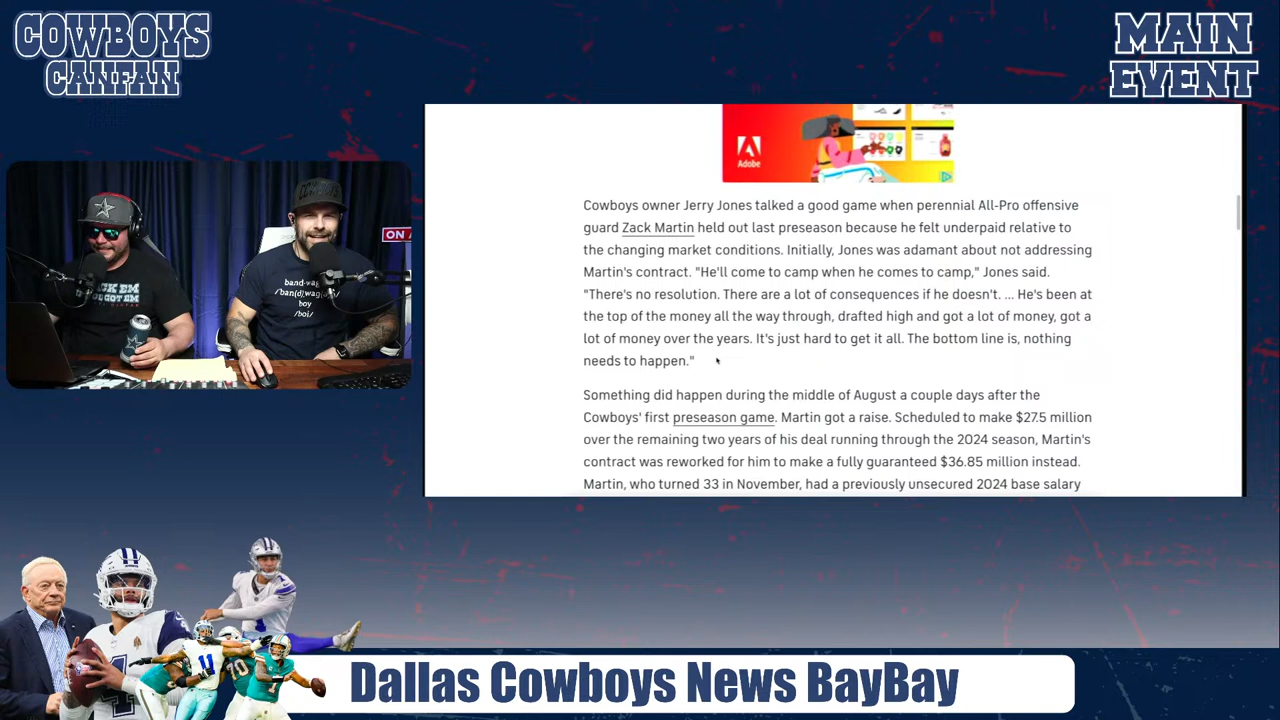 COWBOYS
CANFAN
MAIN
EVENT
Adobe
Cowboys owner Jerry Jones talked a good game when perennial All-Pro offensive
guard Zack Martin held out last preseason because he felt underpaid relative to
the changing market conditions. Initially, Jones was adamant about not addressing
Martin's contract. "He'll come to camp when he comes to camp," Jones said.
"There's no resolution. There are a lot of consequences if he doesn't. ... He's been at
the top of the money all the way through, drafted high and got a lot of money, got a
lot of money over the years. It's just hard to get it all. The bottom line is, nothing
needs to happen."
Something did happen during the middle of August a couple days after the
Cowboys' first preseason game. Martin got a raise. Scheduled to make $27.5 million
over the remaining two years of his deal running through the 2024 season, Martin's
contract was reworked for him to make a fully guaranteed $36.85 million instead.
Martin, who turned 33 in November, had a previously unsecured 2024 base salary
ON
band-wag
boy
/boi/
4
11
1
Dallas Cowboys News BayBay